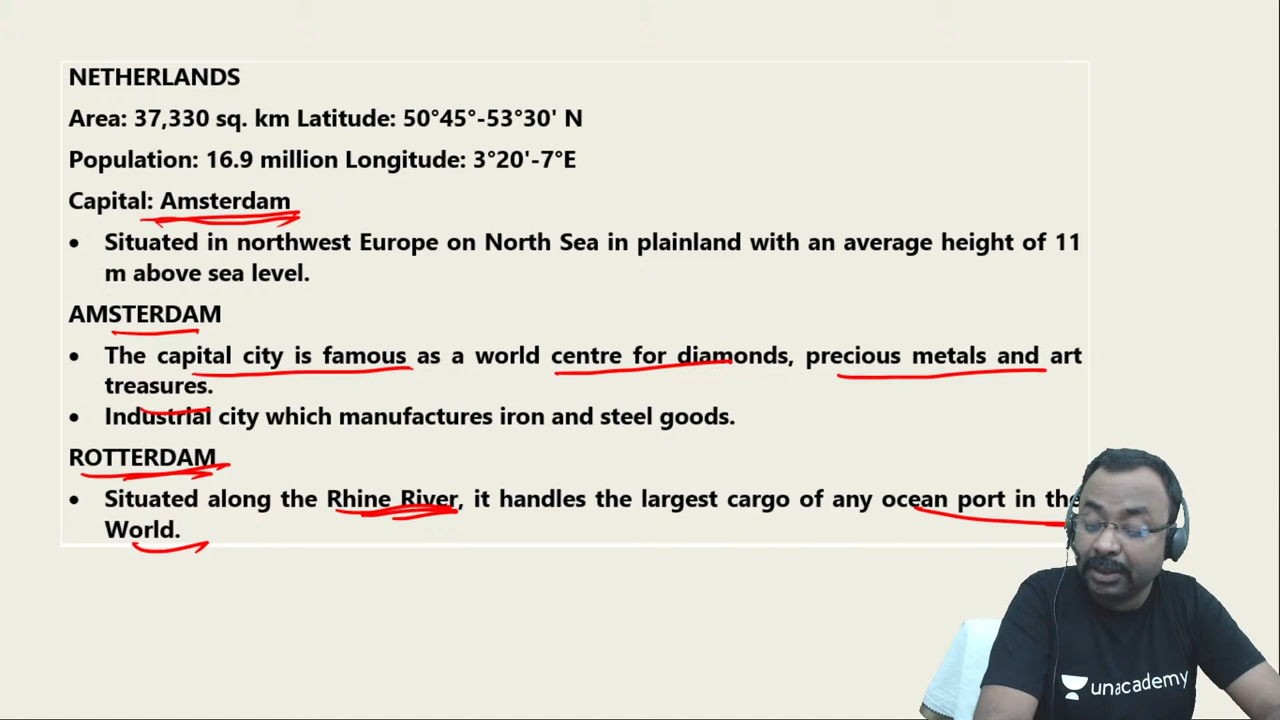 NETHERLANDS
Area: 37,330 sq. km Latitude: 50°45°-53°30' N
Population: 16.9 million Longitude: 3°20'-7°E
Capital: Amsterdam
• Situated in northwest Europe on North Sea in plainland with an average height of 11
m above sea level.
AMSTERDAM
• The capital city is famous as a world centre for diamonds, precious metals and art
treasures.
• Industrial city which manufactures iron and steel goods.
ROTTERDAM
• Situated along the Rhine River, it handles the largest cargo of any ocean port in the
World.
unacademy